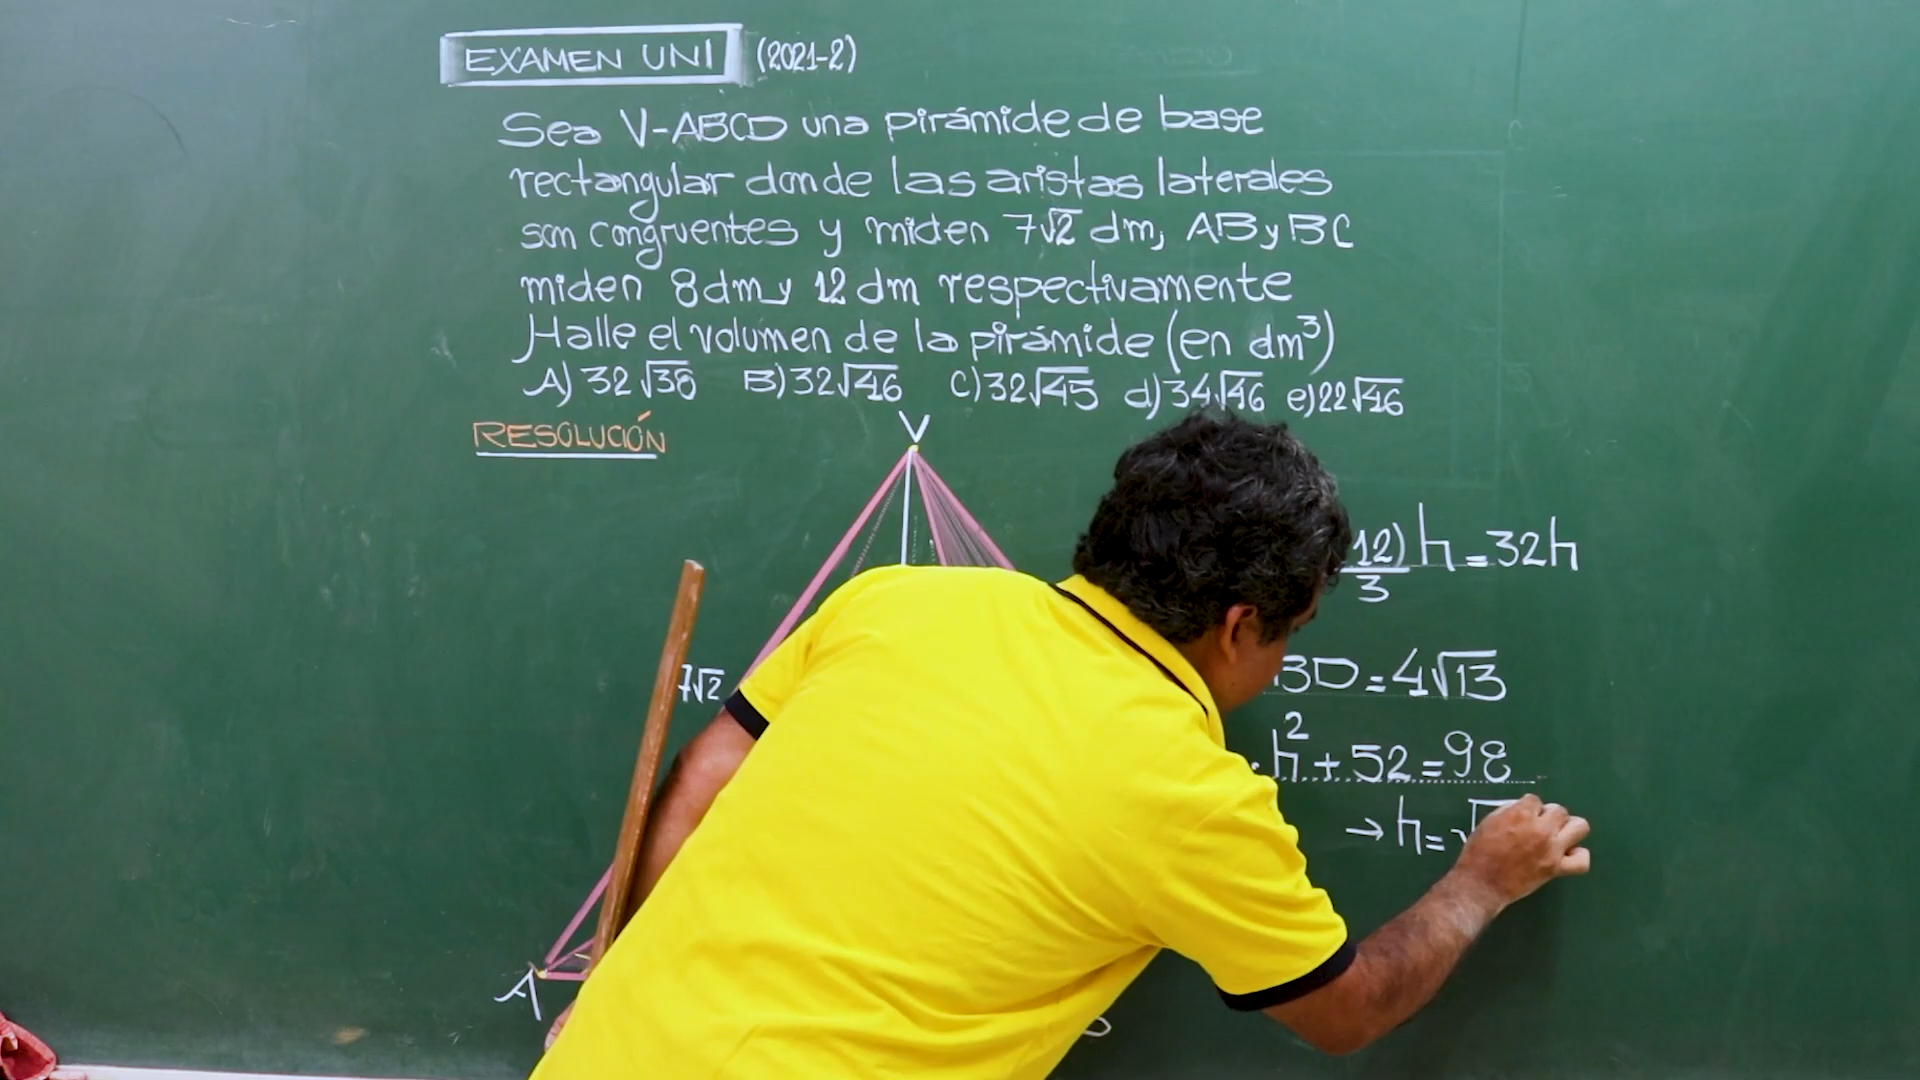 EXAMEN UNI (2021-2)
Sea V-ABCD una pirámide de base
rectangular donde las aristas laterales
son congruentes y miden 7√2 dm, AB y BC
miden 8dm y 12 dm respectivamente
Halle el volumen de la pirámide (en dm³)
A) 32√38 B) 32√46 C) 32√45 d) 34√46 e) 22√46
RESOLUCIÓN
V
12)/3 h = 32h
7√2
BD = 4√13
h² + 52 = 98
→ h = √
A